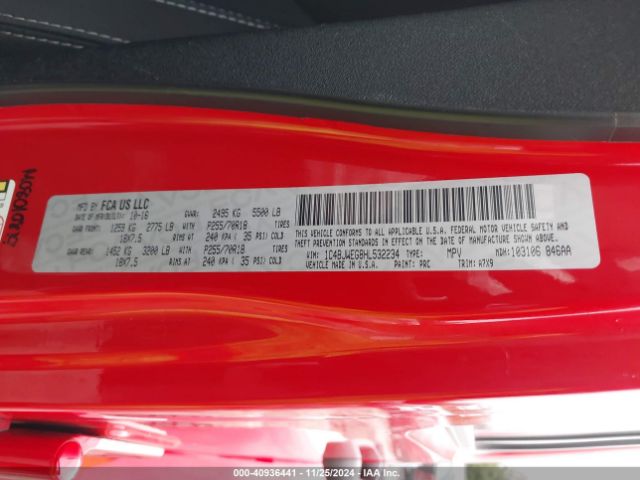 MFD BY FCA US LLC
DATE OF MFR(BUILT): 10-16 GVWR: 2495 KG 5500 LB
GAWR FRONT: 1259 KG 2775 LB WITH P255/70R18 TIRES
18X7.5 RIMS AT 240 KPA ( 35 PSI) COLD
GAWR REAR: 1452 KG 3200 LB WITH P255/70R18 TIRES
18X7.5 RIMS AT 240 KPA ( 35 PSI) COLD
THIS VEHICLE CONFORMS TO ALL APPLICABLE U.S.A. FEDERAL MOTOR VEHICLE SAFETY AND
THEFT PREVENTION STANDARDS IN EFFECT ON THE DATE OF MANUFACTURE SHOWN ABOVE.
VIN: 1C4BJWEG8HL532234 TYPE: MPV MDH: 103106 846AA
VEHICLE MADE IN U.S.A. PAINT: PRC TRIM: A7X9
000-40936441 — 11/25/2024 — IAA Inc.